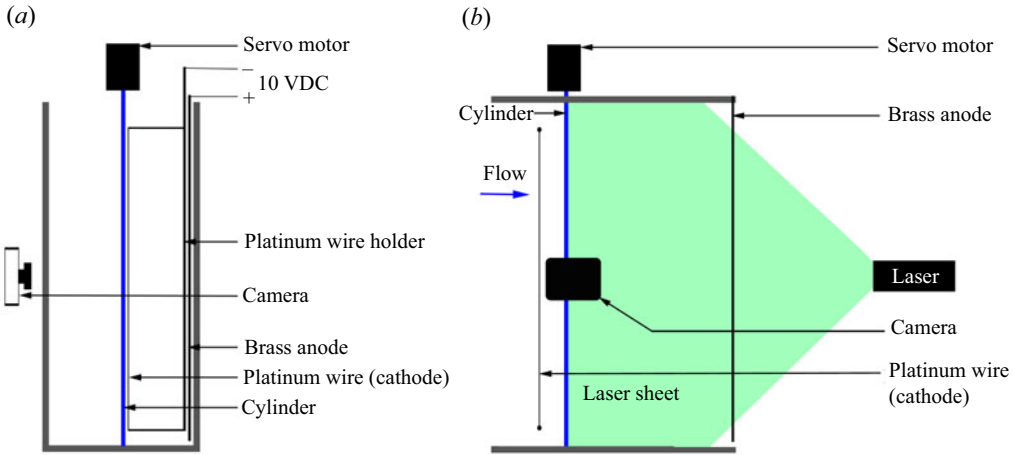 (a)
Servo motor
−
10 VDC
+
Platinum wire holder
Camera
Brass anode
Platinum wire (cathode)
Cylinder
(b)
Servo motor
Cylinder
Brass anode
Flow
Laser
Camera
Platinum wire
(cathode)
Laser sheet